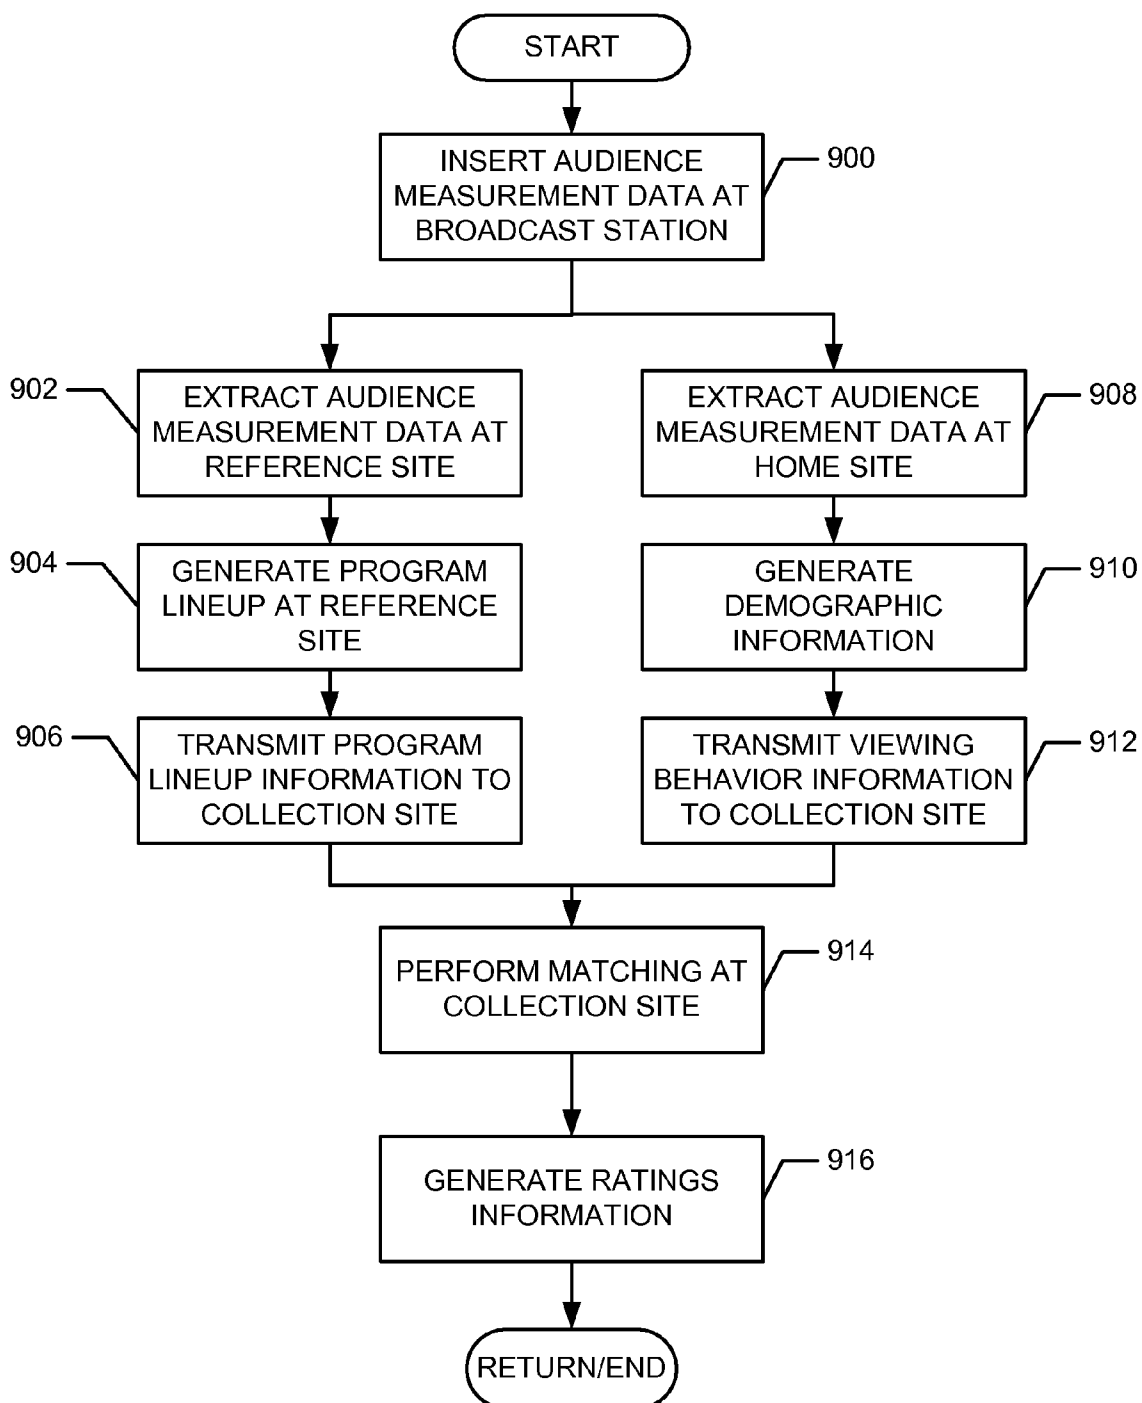 START
INSERT AUDIENCE
MEASUREMENT DATA AT
BROADCAST STATION
900
902
EXTRACT AUDIENCE
MEASUREMENT DATA AT
REFERENCE SITE
EXTRACT AUDIENCE
MEASUREMENT DATA AT
HOME SITE
908
904
GENERATE PROGRAM
LINEUP AT REFERENCE
SITE
GENERATE
DEMOGRAPHIC
INFORMATION
910
906
TRANSMIT PROGRAM
LINEUP INFORMATION TO
COLLECTION SITE
TRANSMIT VIEWING
BEHAVIOR INFORMATION
TO COLLECTION SITE
912
PERFORM MATCHING AT
COLLECTION SITE
914
GENERATE RATINGS
INFORMATION
916
RETURN/END